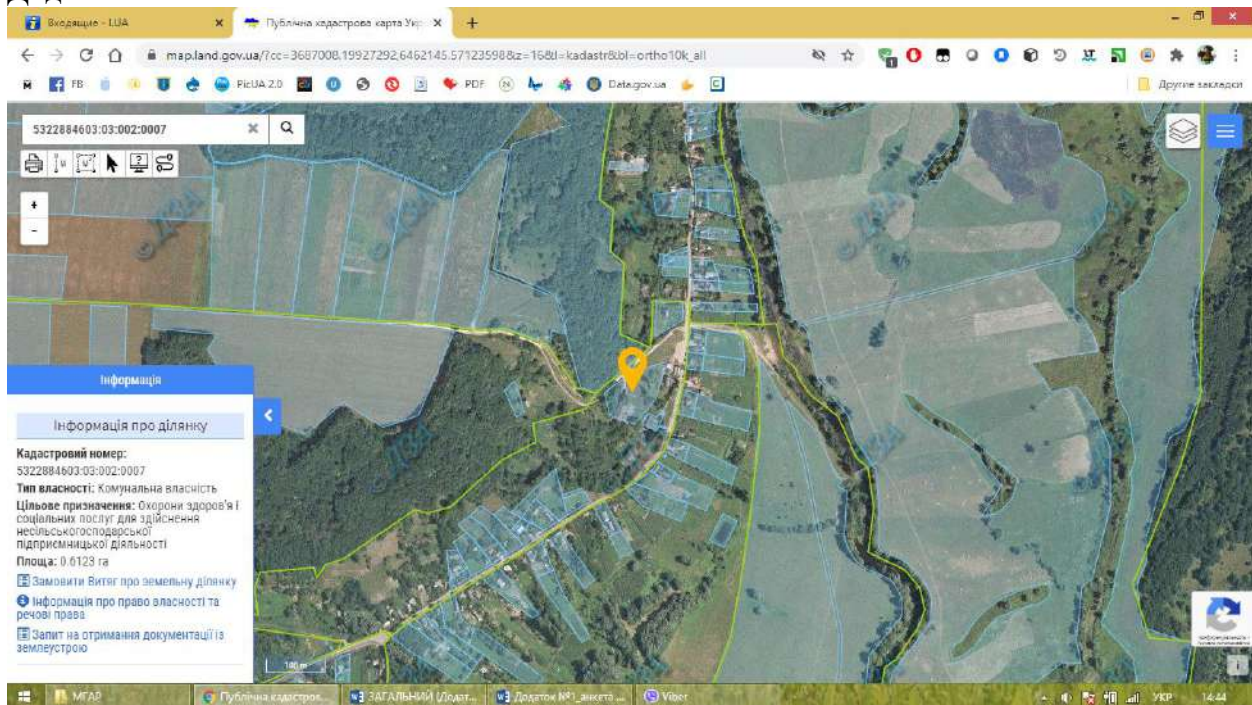 Входящие - I.UA
Публічна кадастрова карта Укр
map.land.gov.ua/?cc=3687008.19927292,6462145.57123598&z=16&l=kadastr&bl=ortho10k_all
FB
PicUA 2.0
PDF
Data.gov.ua
Другие закладки
5322884603:03:002:0007
+
-
© ДЗА
Інформація
Інформація про ділянку
Кадастровий номер:
5322884603:03:002:0007
Тип власності: Комунальна власність
Цільове призначення: Охорони здоров'я і
соціальних послуг для здійснення
несільськогосподарської
підприємницької діяльності
Площа: 0.6123 га
Замовити Витяг про земельну ділянку
Інформація про право власності та
речові права
Запит на отримання документації із
землеустрою
100 m
МГАР
Публічна кадастров...
ЗАГАЛЬНИЙ (Додат...
Додаток №1_анкета ...
Viber
УКР
14:44